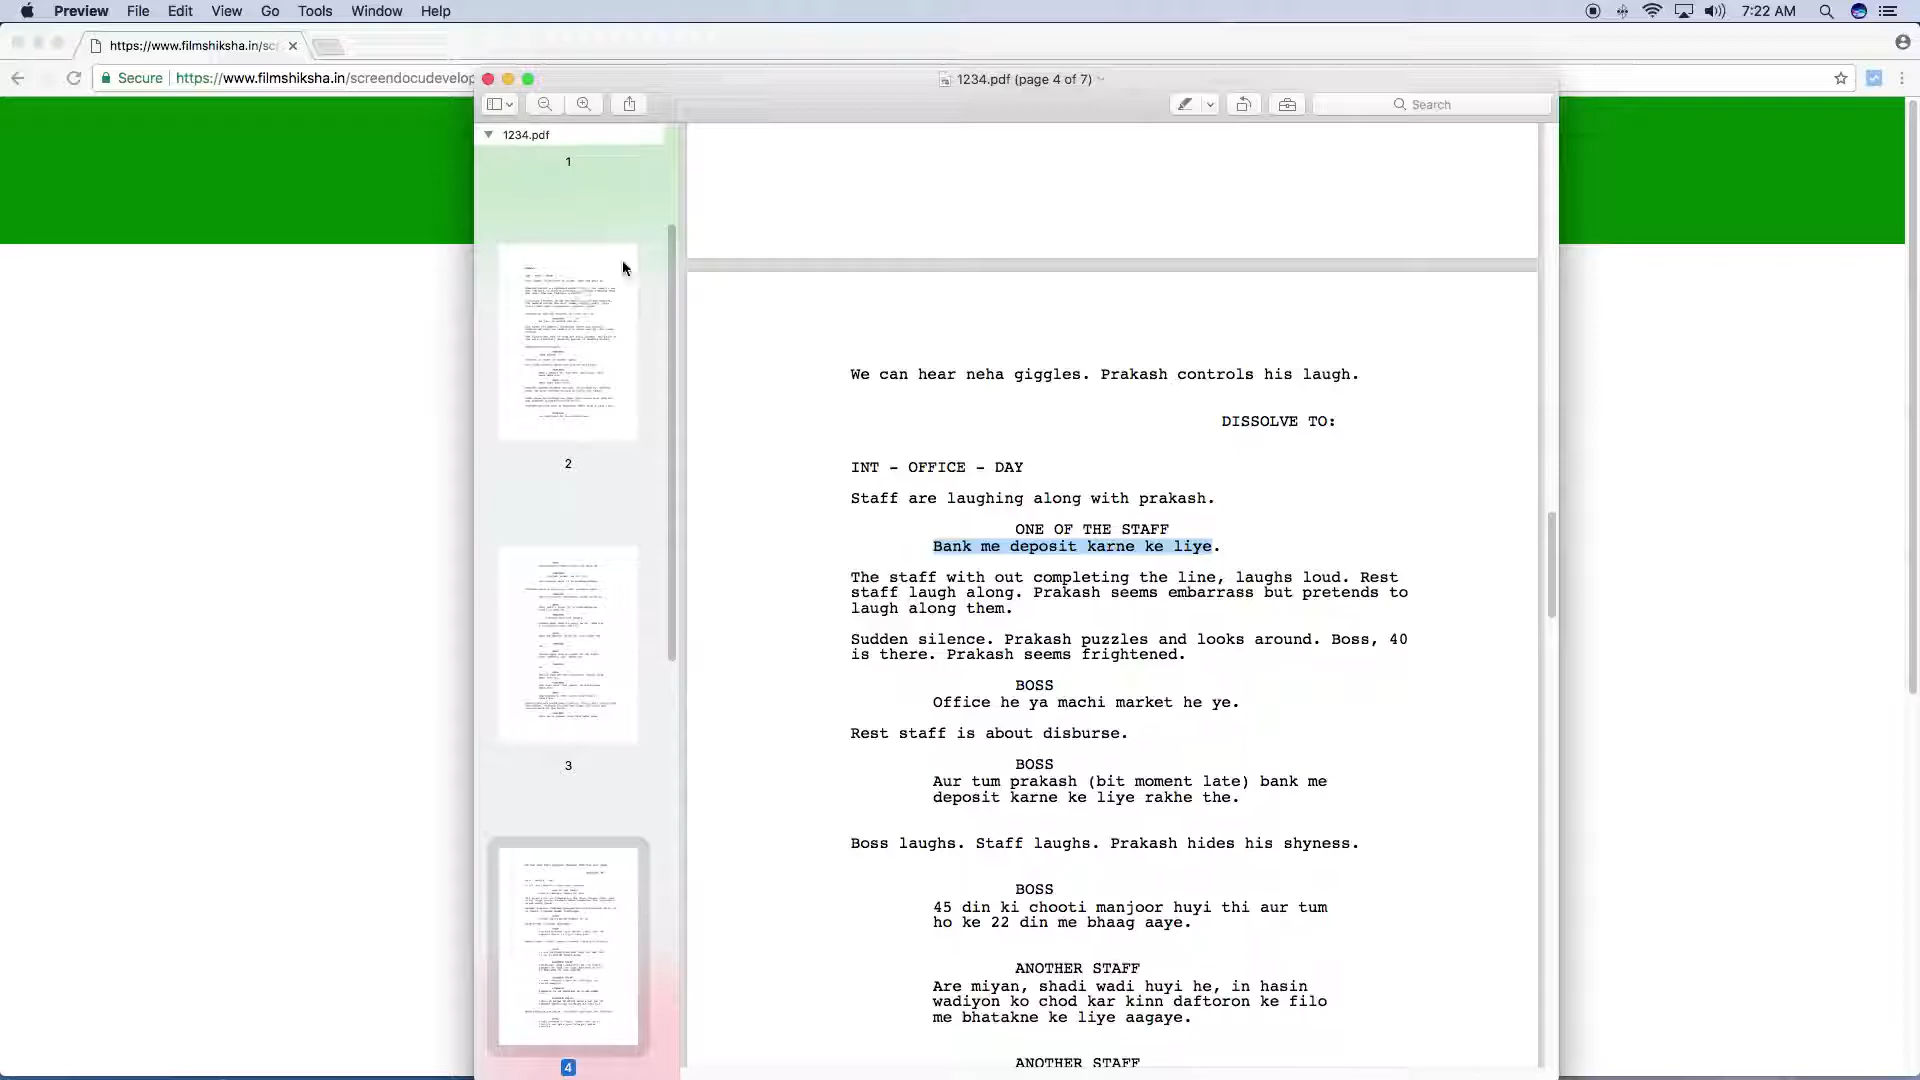 Preview File Edit View Go Tools Window Help 7:22 AM
https://www.filmshiksha.in/sc
Secure https://www.filmshiksha.in/screendocudevelop
1234.pdf (page 4 of 7)
Search
1234.pdf
1
2
3
4
We can hear neha giggles. Prakash controls his laugh.
DISSOLVE TO:
INT - OFFICE - DAY
Staff are laughing along with prakash.
ONE OF THE STAFF
Bank me deposit karne ke liye.
The staff with out completing the line, laughs loud. Rest
staff laugh along. Prakash seems embarrass but pretends to
laugh along them.
Sudden silence. Prakash puzzles and looks around. Boss, 40
is there. Prakash seems frightened.
BOSS
Office he ya machi market he ye.
Rest staff is about disburse.
BOSS
Aur tum prakash (bit moment late) bank me
deposit karne ke liye rakhe the.
Boss laughs. Staff laughs. Prakash hides his shyness.
BOSS
45 din ki chooti manjoor huyi thi aur tum
ho ke 22 din me bhaag aaye.
ANOTHER STAFF
Are miyan, shadi wadi huyi he, in hasin
wadiyon ko chod kar kinn daftoron ke filo
me bhatakne ke liye aagaye.
ANOTHER STAFF